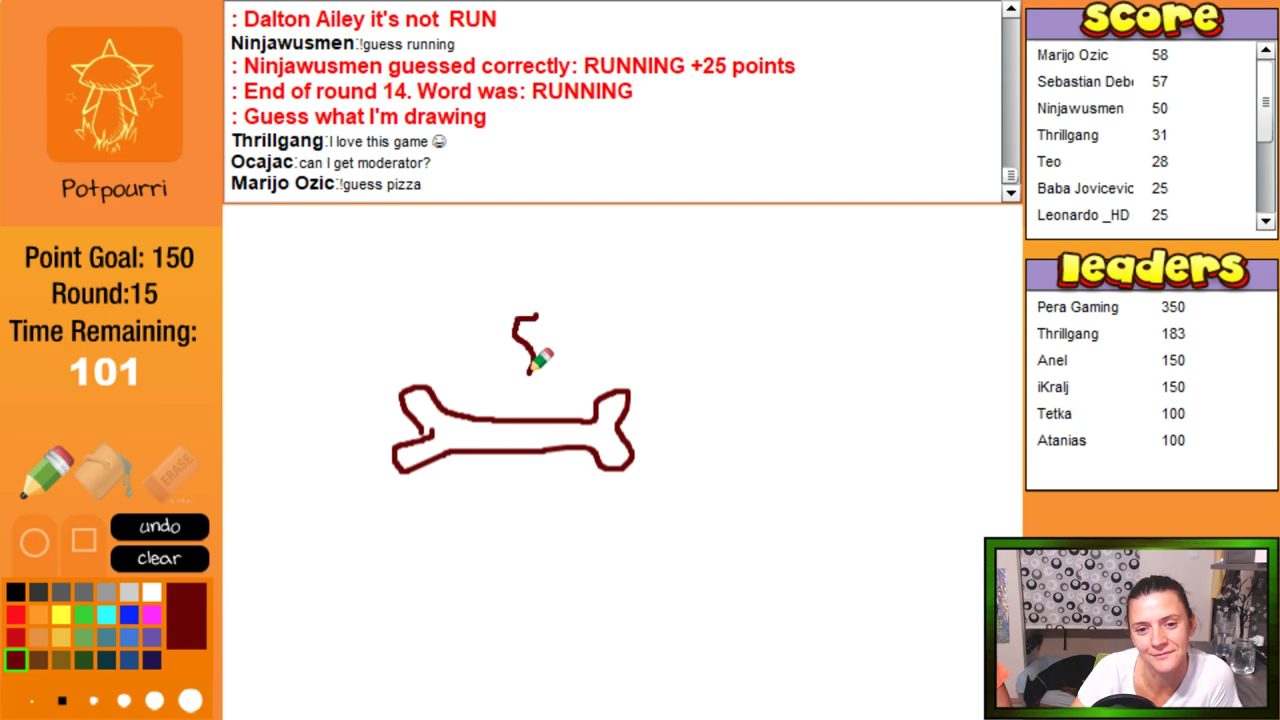 : Dalton Ailey it's not RUN
Ninjawusmen:!guess running
: Ninjawusmen guessed correctly: RUNNING +25 points
: End of round 14. Word was: RUNNING
: Guess what I'm drawing
Thrillgang:I love this game 😂
Ocajac:can I get moderator?
Marijo Ozic:!guess pizza
Potpourri
Point Goal: 150
Round:15
Time Remaining:
101
ERASE
undo
clear
score
Marijo Ozic 58
Sebastian Deb 57
Ninjawusmen 50
Thrillgang 31
Teo 28
Baba Jovicevic 25
Leonardo _HD 25
leaders
Pera Gaming 350
Thrillgang 183
Anel 150
iKralj 150
Tetka 100
Atanias 100